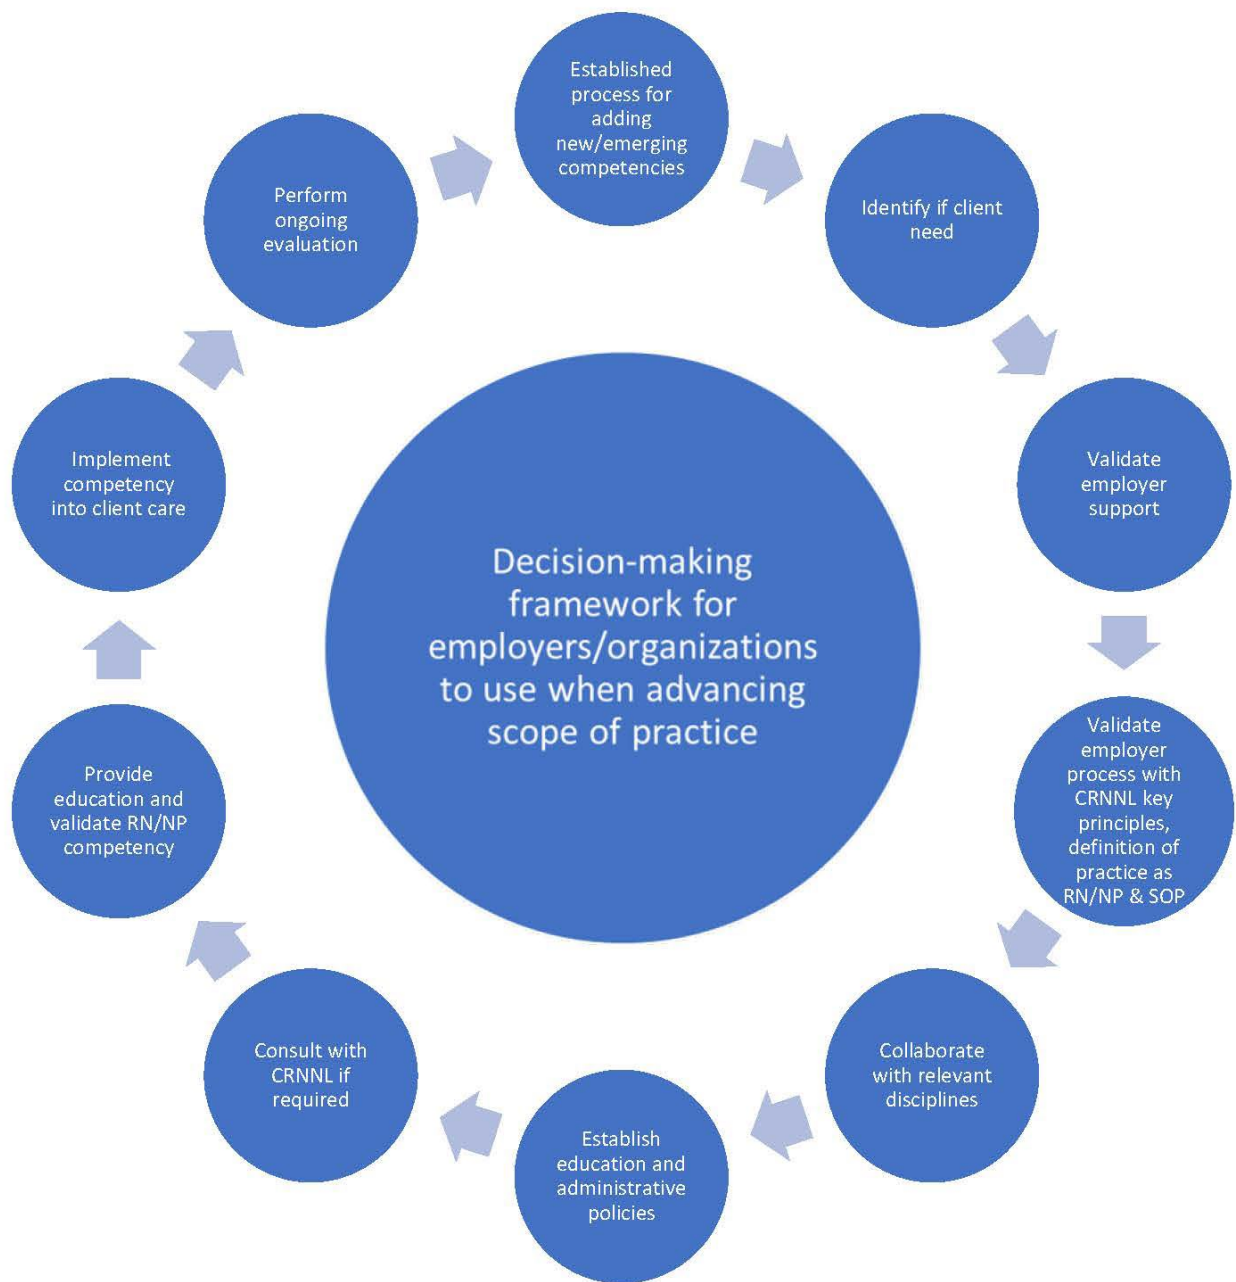 Established
process for
adding
new/emerging
competencies
Identify if client
need
Validate
employer
support
Validate
employer
process with
CRNNL key
principles,
definition of
practice as
RN/NP & SOP
Collaborate
with relevant
disciplines
Establish
education and
administrative
policies
Consult with
CRNNL if
required
Provide
education and
validate RN/NP
competency
Implement
competency
into client care
Perform
ongoing
evaluation
Decision-making
framework for
employers/organizations
to use when advancing
scope of practice